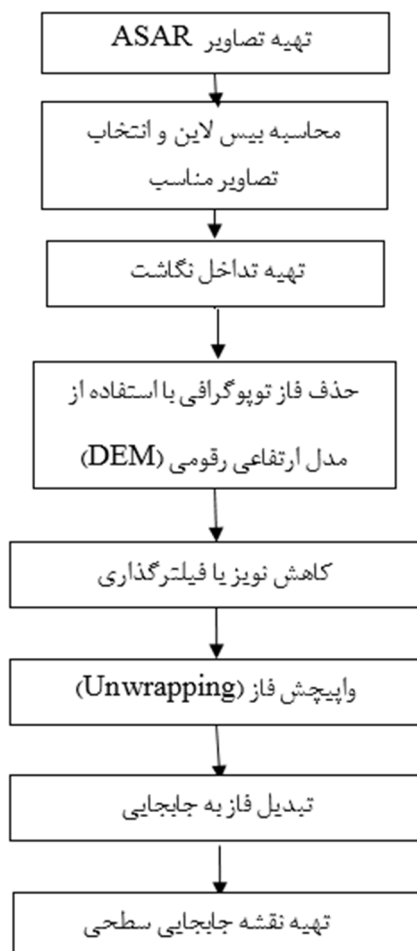 تهیه تصاویر ASAR
محاسبه بیس لاین و انتخاب
تصاویر مناسب
تهیه تداخل نگاشت
حذف فاز توپوگرافی با استفاده از
مدل ارتفاعی رقومی (DEM)
کاهش نویز یا فیلترگذاری
واپیچش فاز (Unwrapping)
تبدیل فاز به جابجایی
تهیه نقشه جابجایی سطحی